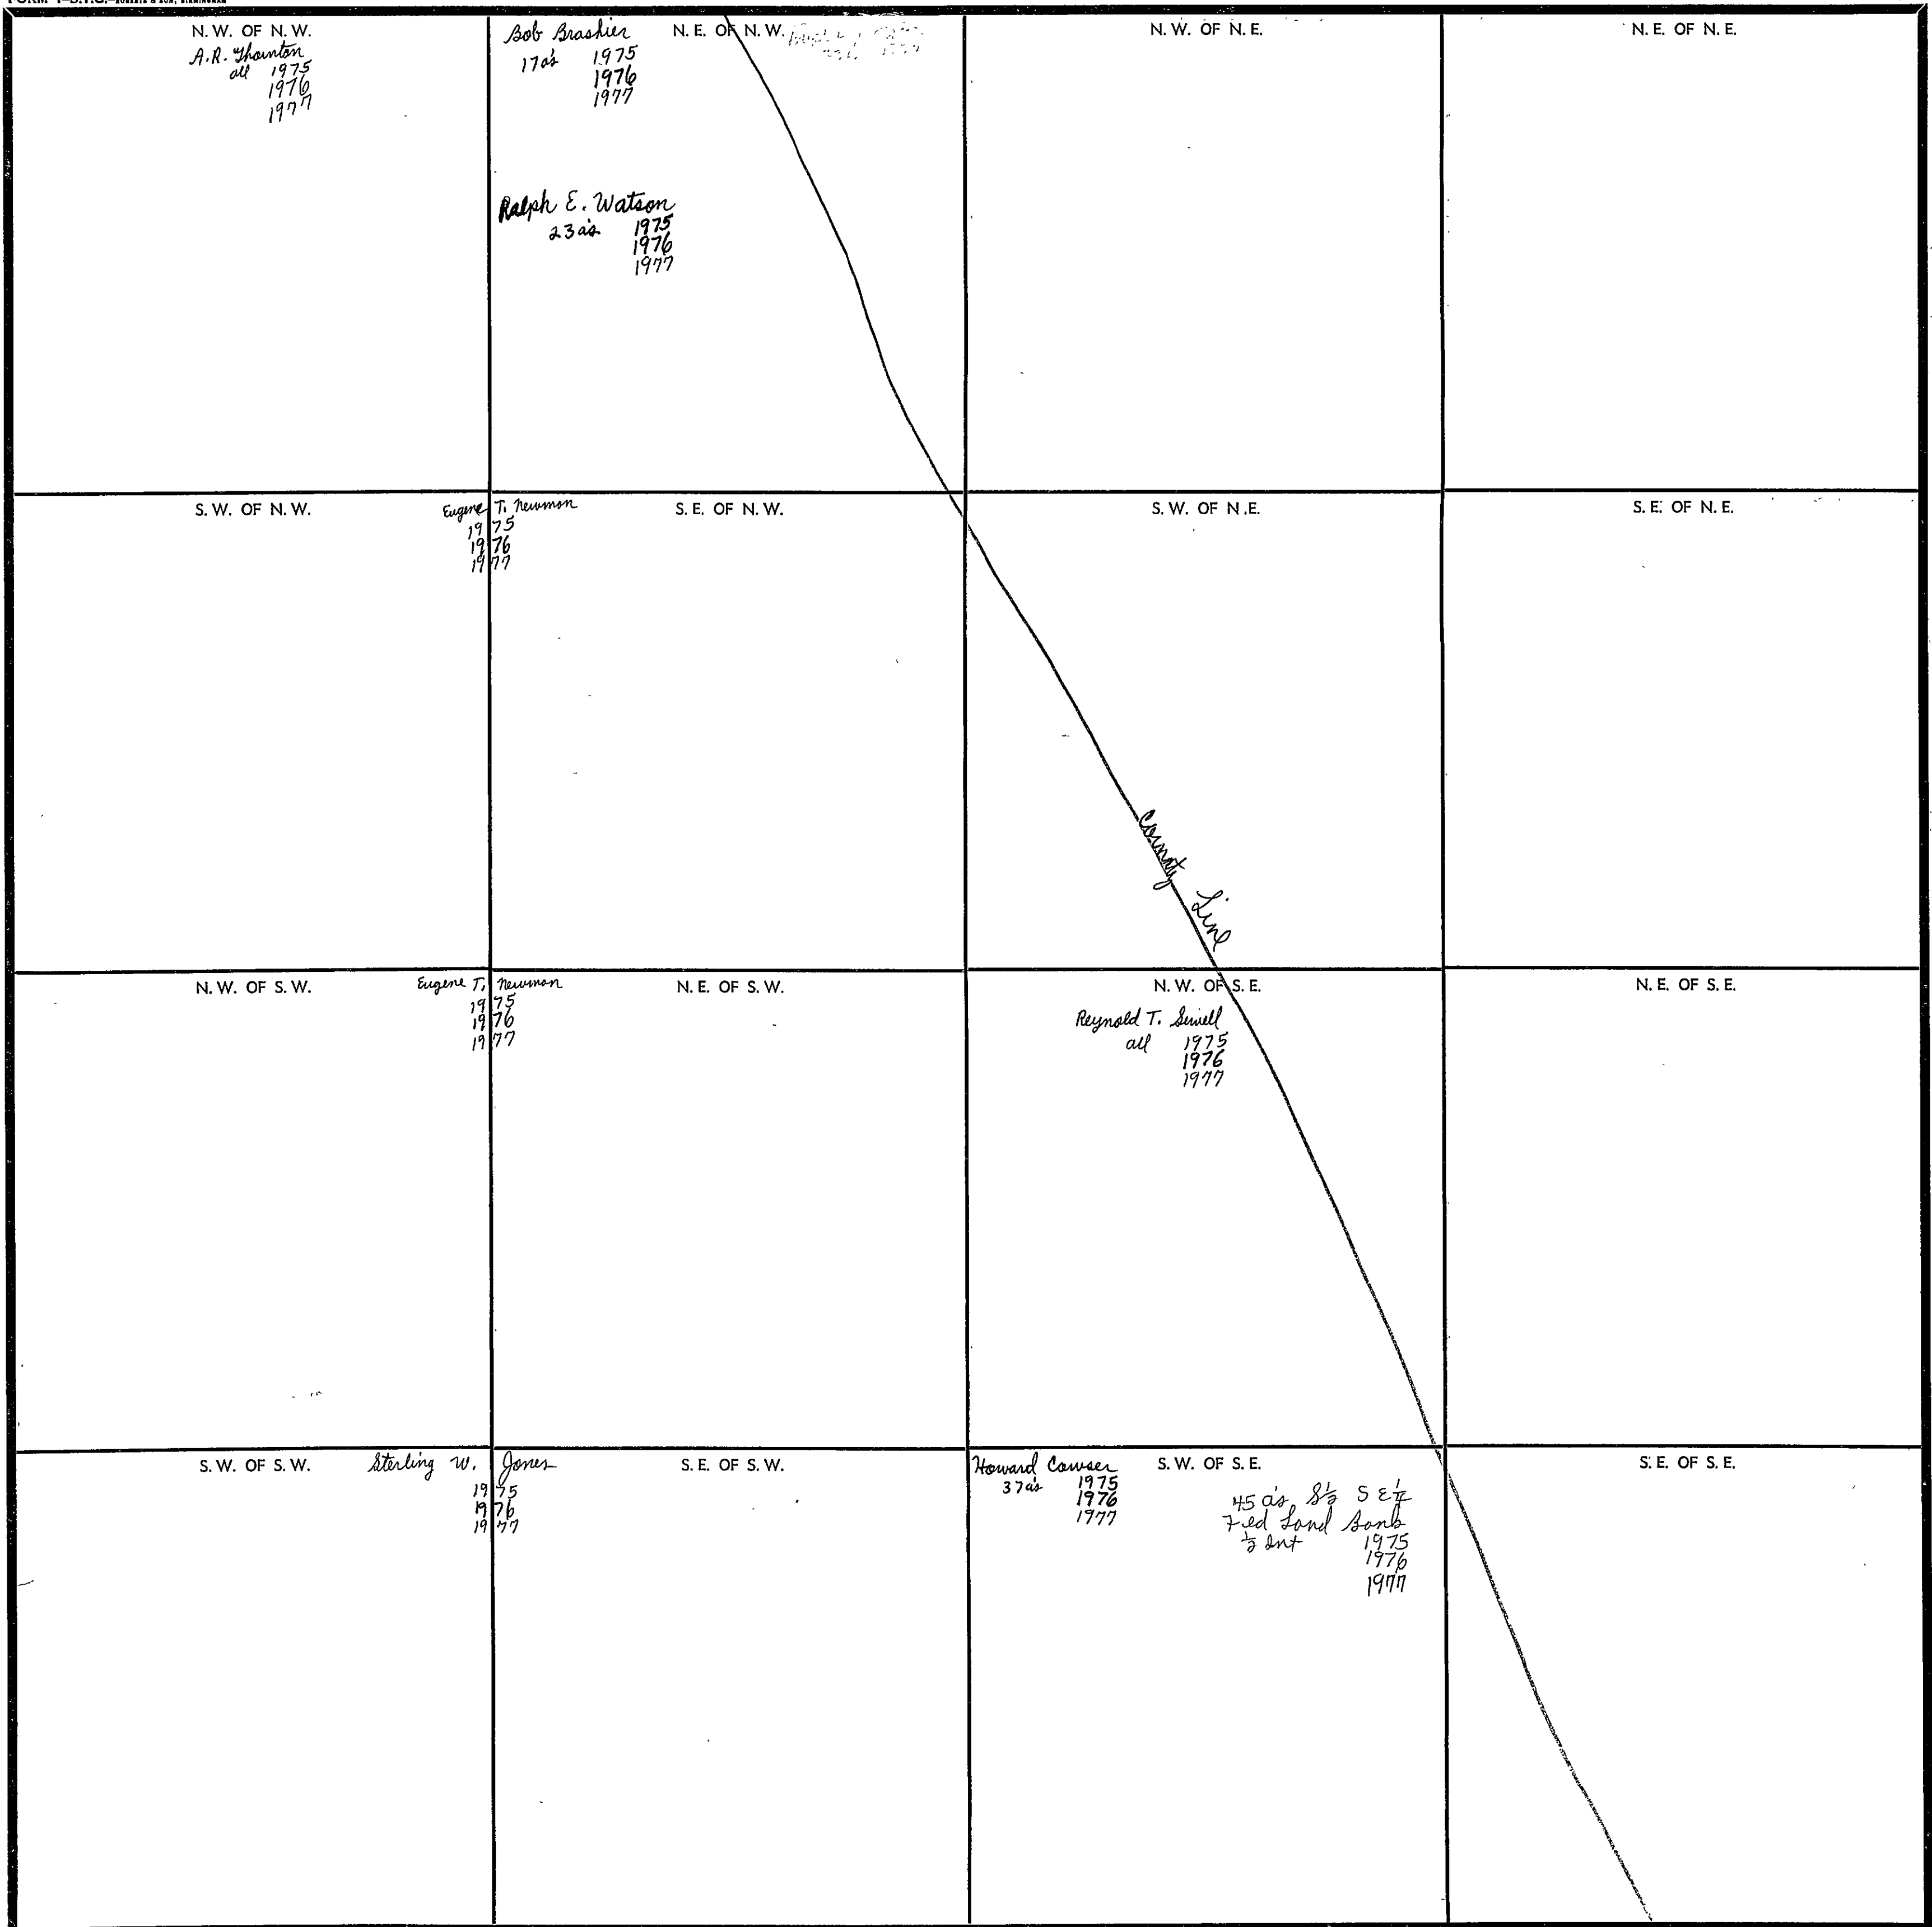 N.W. OF N.W.
A.R. Thornton
all 1975
1976
1977
Bob Brashier
17 a's 1975
1976
1977
N.E. OF N.W.
Ralph E. Watson
23 a's 1975
1976
1977
N.W. OF N.E.
N.E. OF N.E.
S.W. OF N.W.
Eugene T. Newman
1975
1976
1977
S.E. OF N.W.
S.W. OF N.E.
S.E. OF N.E.
County Line
N.W. OF S.W.
Eugene T. Newman
1975
1976
1977
N.E. OF S.W.
N.W. OF S.E.
Reynold T. Sewell
all 1975
1976
1977
N.E. OF S.E.
S.W. OF S.W.
Sterling W. Jones
1975
1976
1977
S.E. OF S.W.
Howard Cowser
37 a's 1975
1976
1977
S.W. OF S.E.
45 a's S½ SE¼
Fed Land Bank
½ Int 1975
1976
1977
S.E. OF S.E.